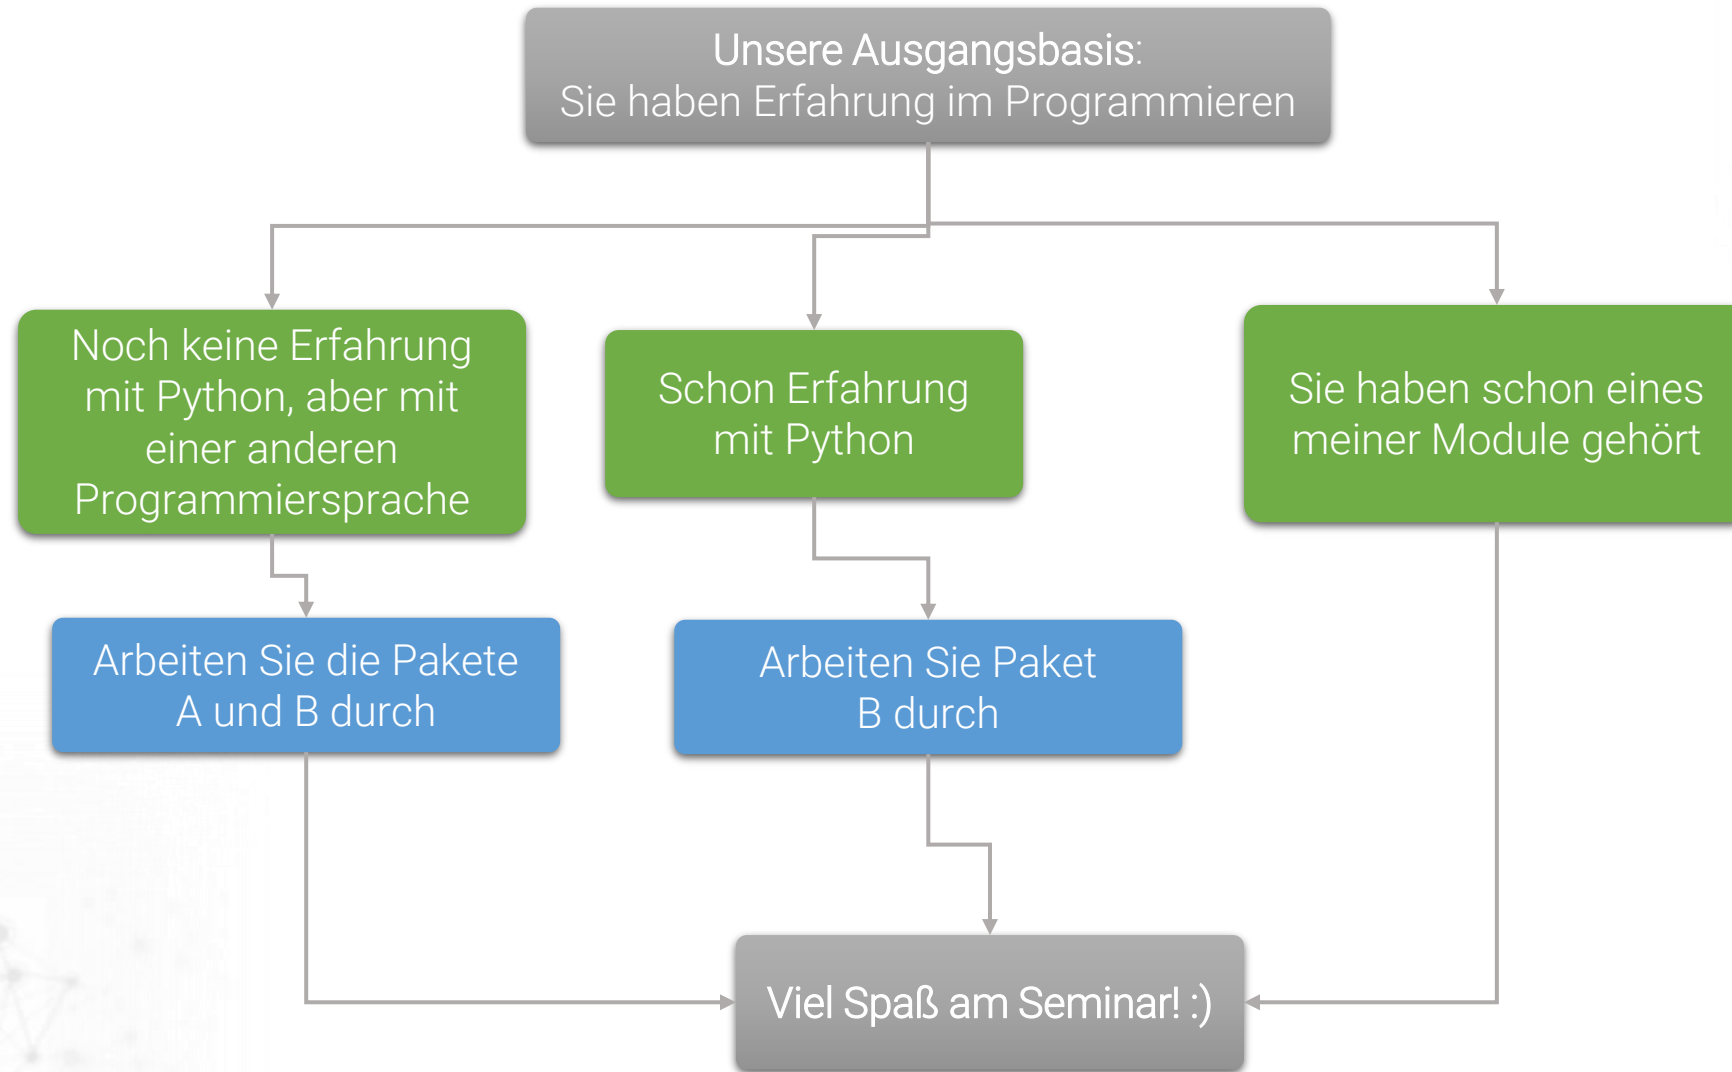 Unsere Ausgangsbasis:
Sie haben Erfahrung im Programmieren
Noch keine Erfahrung
mit Python, aber mit
einer anderen
Programmiersprache
Schon Erfahrung
mit Python
Sie haben schon eines
meiner Module gehört
Arbeiten Sie die Pakete
A und B durch
Arbeiten Sie Paket
B durch
Viel Spaß am Seminar! :)